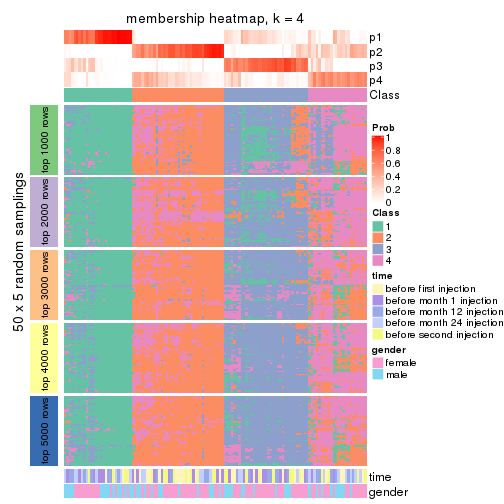 membership heatmap, k = 4
p1
p2
p3
p4
Class
50 x 5 random samplings
top 1000 rows
top 2000 rows
top 3000 rows
top 4000 rows
top 5000 rows
time
gender
Prob
1
0.8
0.6
0.4
0.2
0
Class
1
2
3
4
time
before first injection
before month 1 injection
before month 12 injection
before month 24 injection
before second injection
gender
female
male